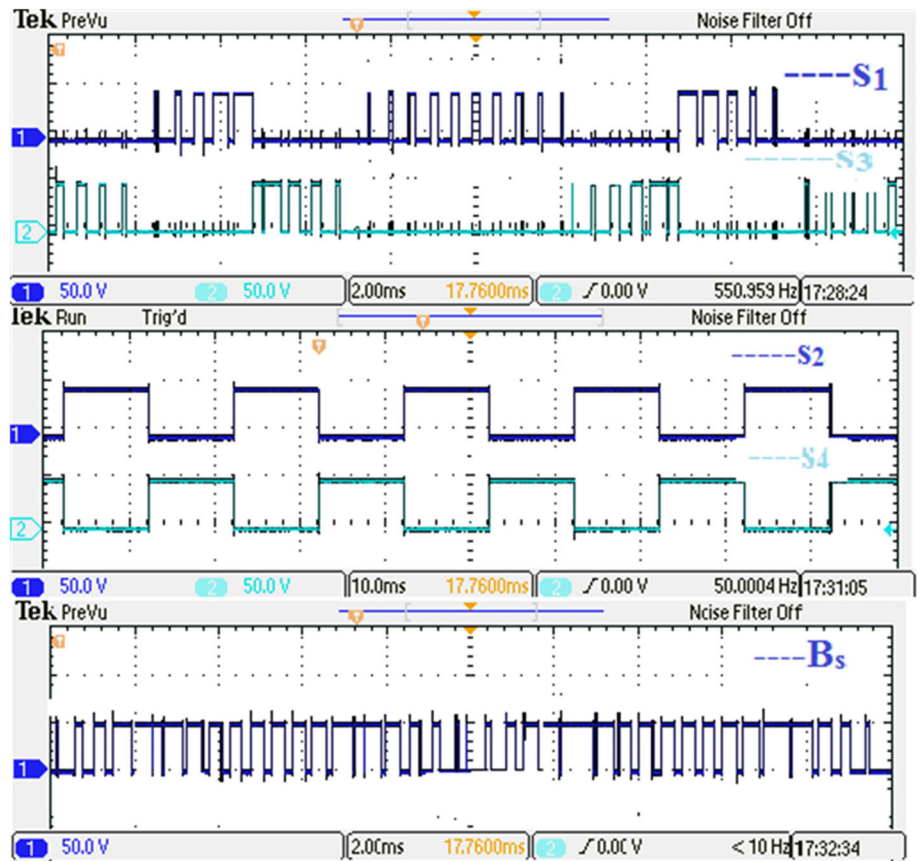 Tek PreVu Noise Filter Off
----S1
1
----S3
2
1 50.0 V 2 50.0 V 2.00ms 17.7600ms 2 / 0.00 V 550.959 Hz 17:28:24
Tek Run Trig'd Noise Filter Off
----S2
1
----S4
2
1 50.0 V 2 50.0 V 10.0ms 17.7600ms 2 / 0.00 V 50.0004 Hz 17:31:05
Tek PreVu Noise Filter Off
----Bs
1
1 50.0 V 2.00ms 17.7600ms 2 / 0.00 V < 10 Hz 17:32:34